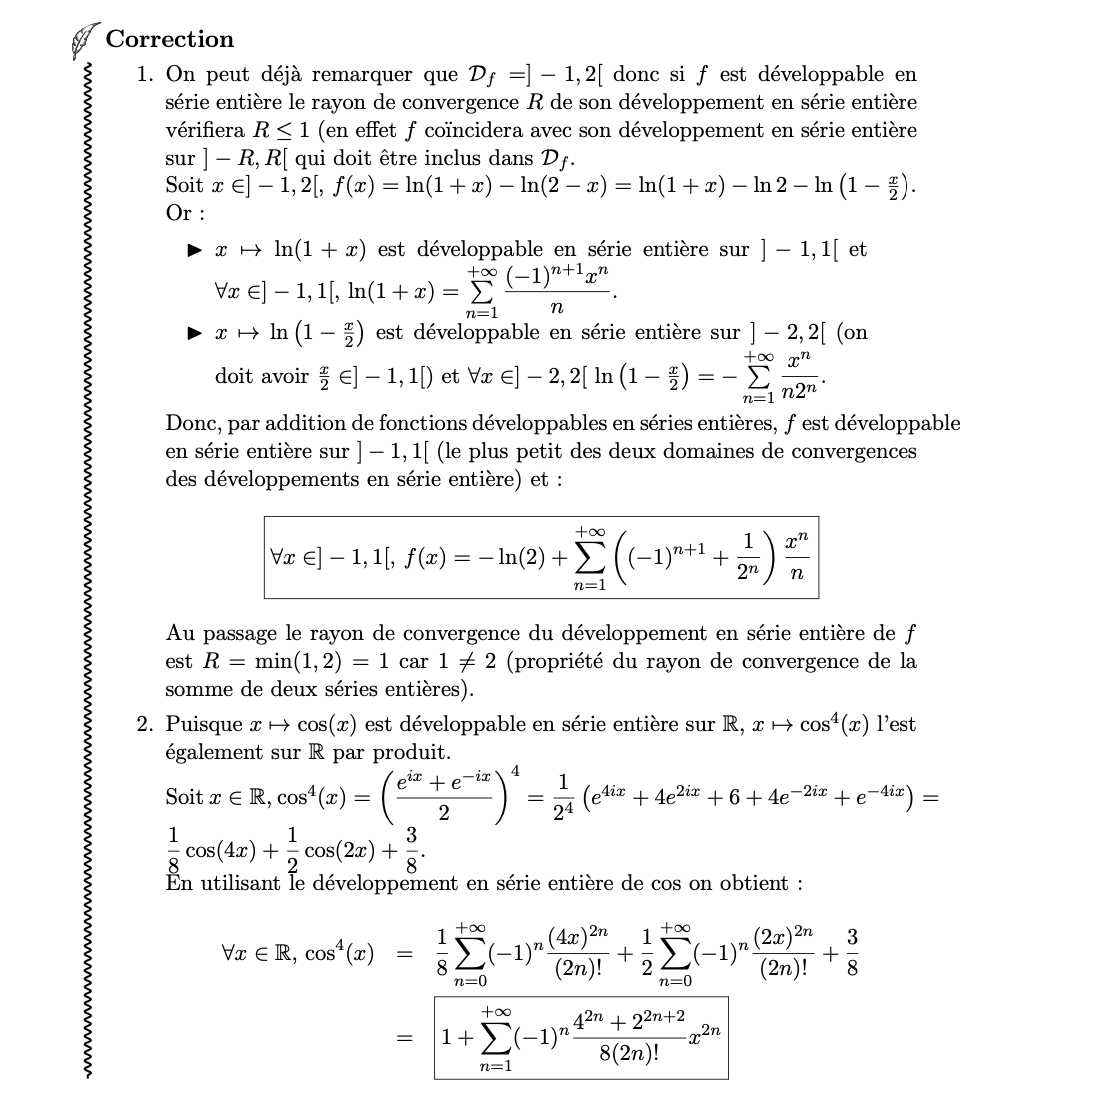 Correction
1. On peut déjà remarquer que $\mathcal{D}_f =]-1,2[$ donc si $f$ est développable en
série entière le rayon de convergence $R$ de son développement en série entière
vérifiera $R \leq 1$ (en effet $f$ coïncidera avec son développement en série entière
sur $]-R,R[$ qui doit être inclus dans $\mathcal{D}_f$.
Soit $x \in]-1,2[$, $f(x) = \ln(1+x) - \ln(2-x) = \ln(1+x) - \ln 2 - \ln\left(1-\frac{x}{2}\right)$.
Or :
▶ $x \mapsto \ln(1+x)$ est développable en série entière sur $]-1,1[$ et
$\forall x \in]-1,1[$, $\ln(1+x) = \sum_{n=1}^{+\infty} \frac{(-1)^{n+1}x^n}{n}$.
▶ $x \mapsto \ln\left(1-\frac{x}{2}\right)$ est développable en série entière sur $]-2,2[$ (on
doit avoir $\frac{x}{2} \in]-1,1[$) et $\forall x \in]-2,2[$ $\ln\left(1-\frac{x}{2}\right) = -\sum_{n=1}^{+\infty} \frac{x^n}{n2^n}$.
Donc, par addition de fonctions développables en séries entières, $f$ est développable
en série entière sur $]-1,1[$ (le plus petit des deux domaines de convergences
des développements en série entière) et :
$\forall x \in]-1,1[, f(x) = -\ln(2) + \sum_{n=1}^{+\infty} \left((-1)^{n+1} + \frac{1}{2^n}\right) \frac{x^n}{n}$
Au passage le rayon de convergence du développement en série entière de $f$
est $R = \min(1,2) = 1$ car $1 \neq 2$ (propriété du rayon de convergence de la
somme de deux séries entières).
2. Puisque $x \mapsto \cos(x)$ est développable en série entière sur $\mathbb{R}$, $x \mapsto \cos^4(x)$ l'est
également sur $\mathbb{R}$ par produit.
Soit $x \in \mathbb{R}, \cos^4(x) = \left(\frac{e^{ix}+e^{-ix}}{2}\right)^4 = \frac{1}{2^4}\left(e^{4ix} + 4e^{2ix} + 6 + 4e^{-2ix} + e^{-4ix}\right) =$
$\frac{1}{8}\cos(4x) + \frac{1}{2}\cos(2x) + \frac{3}{8}$.
En utilisant le développement en série entière de cos on obtient :
$\forall x \in \mathbb{R}, \cos^4(x) = \frac{1}{8}\sum_{n=0}^{+\infty}(-1)^n\frac{(4x)^{2n}}{(2n)!} + \frac{1}{2}\sum_{n=0}^{+\infty}(-1)^n\frac{(2x)^{2n}}{(2n)!} + \frac{3}{8}$
$= 1 + \sum_{n=1}^{+\infty}(-1)^n\frac{4^{2n}+2^{2n+2}}{8(2n)!}x^{2n}$